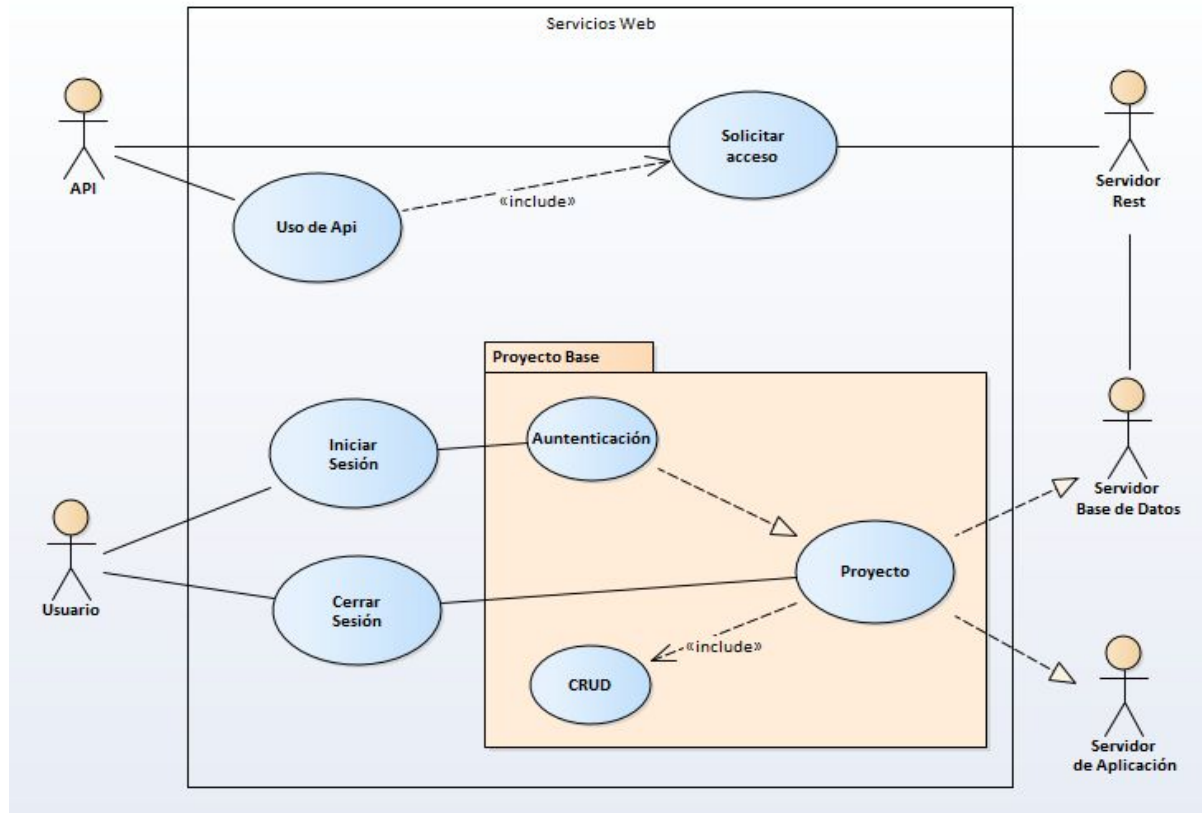 Servicios Web
Solicitar
acceso
API
Servidor
Rest
«include»
Uso de Api
Proyecto Base
Iniciar
Sesión
Auntenticación
Servidor
Base de Datos
Usuario
Cerrar
Sesión
Proyecto
«include»
CRUD
Servidor
de Aplicación